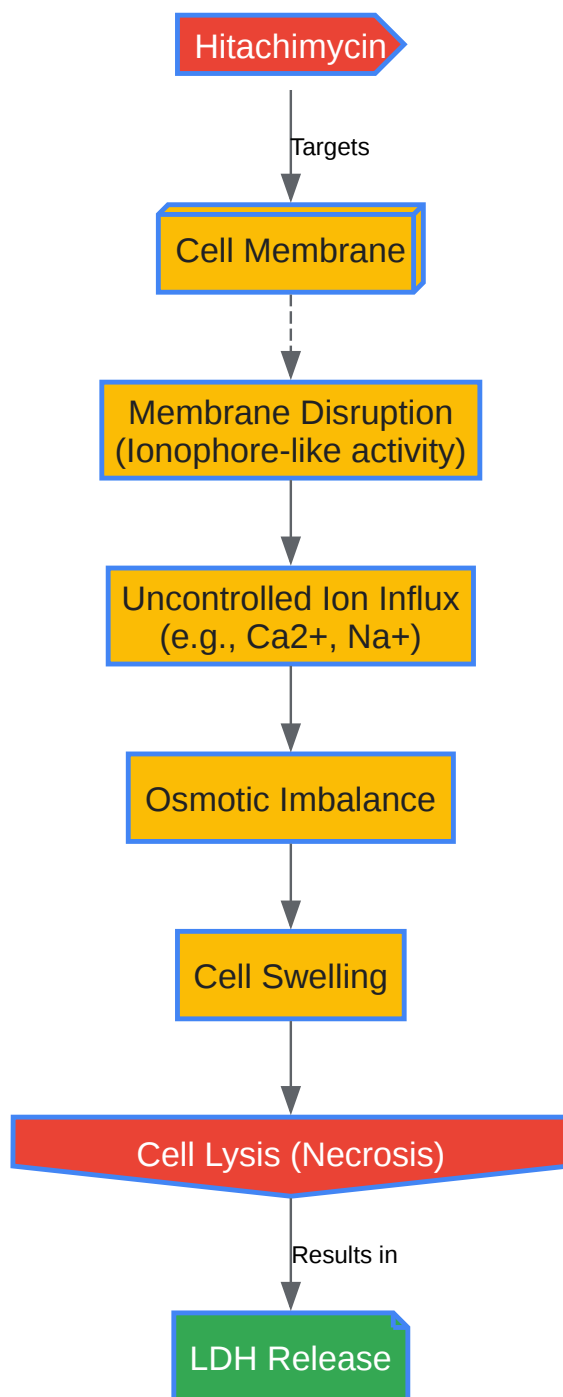 Hitachimycin
Targets
Cell Membrane
Membrane Disruption
(Ionophore-like activity)
Uncontrolled Ion Influx
(e.g., Ca2+, Na+)
Osmotic Imbalance
Cell Swelling
Cell Lysis (Necrosis)
Results in
LDH Release